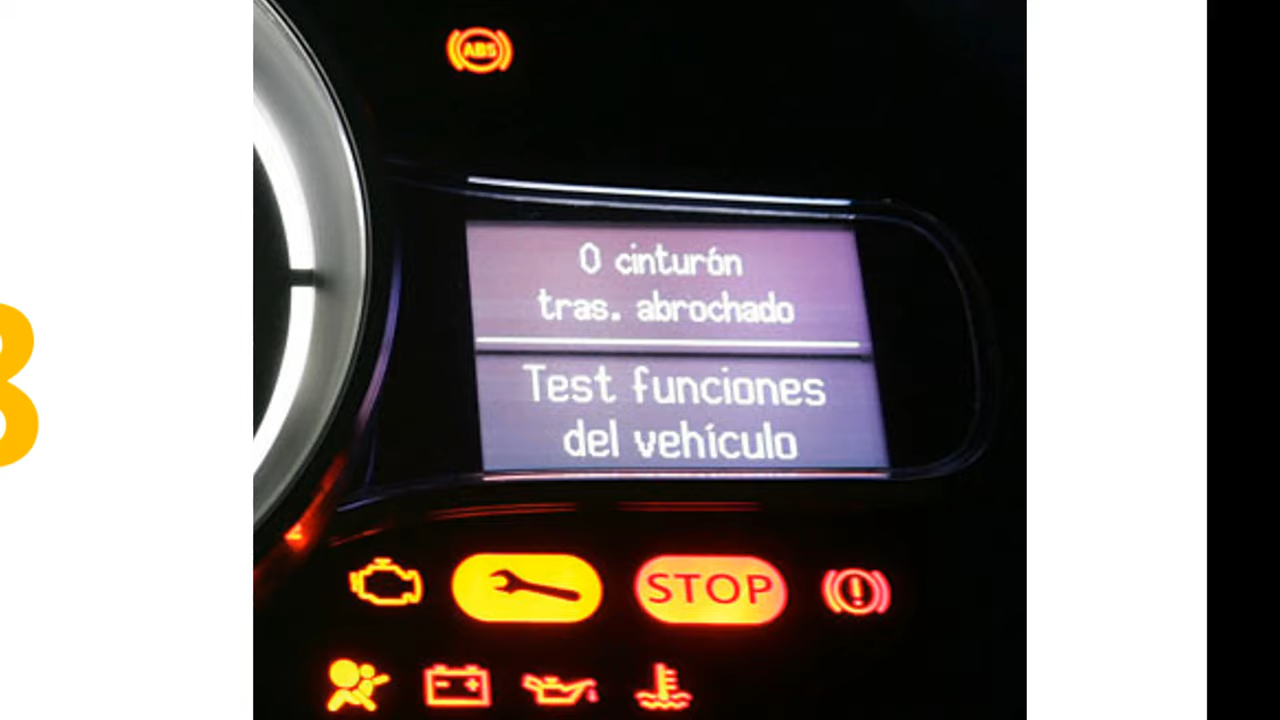 ABS
0 cinturón
tras. abrochado
Test funciones
del vehículo
STOP